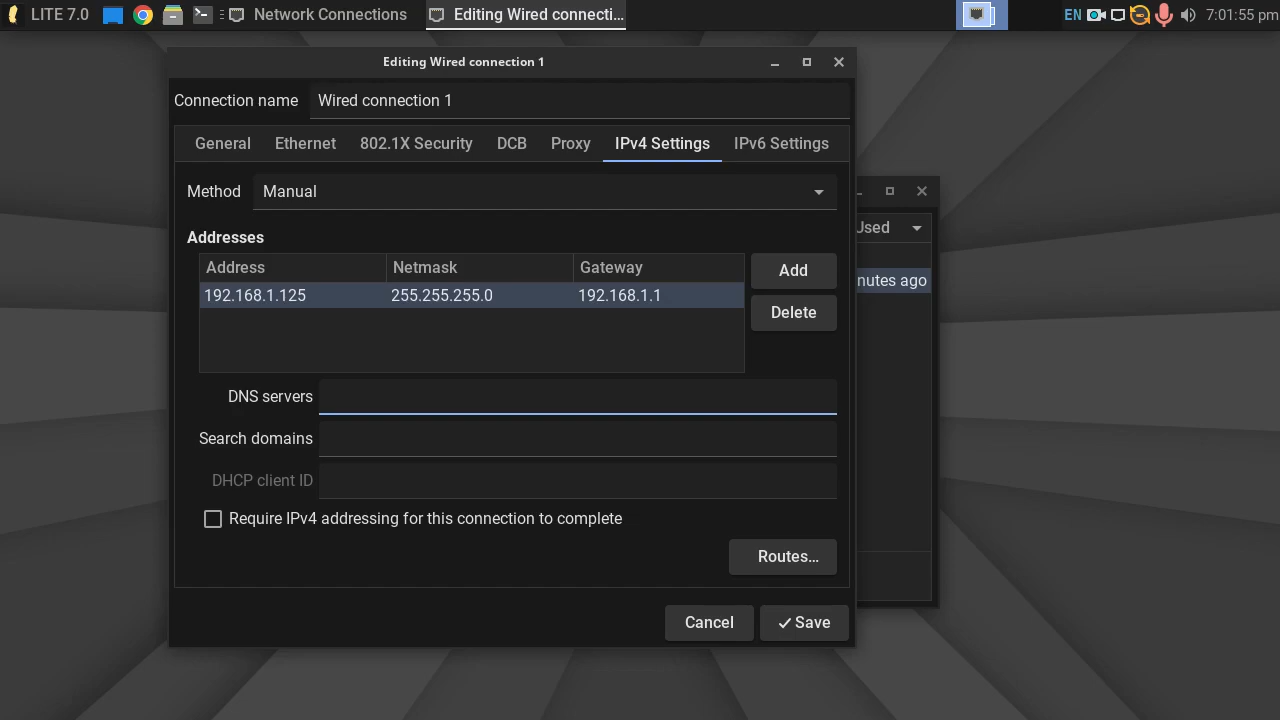 LITE 7.0 Network Connections Editing Wired connecti... EN 7:01:55 pm
Editing Wired connection 1
Connection name Wired connection 1
General Ethernet 802.1X Security DCB Proxy IPv4 Settings IPv6 Settings
Method Manual
Used
Addresses
Address Netmask Gateway Add
nutes ago
192.168.1.125 255.255.255.0 192.168.1.1
Delete
DNS servers
Search domains
DHCP client ID
Require IPv4 addressing for this connection to complete
Routes...
Cancel Save